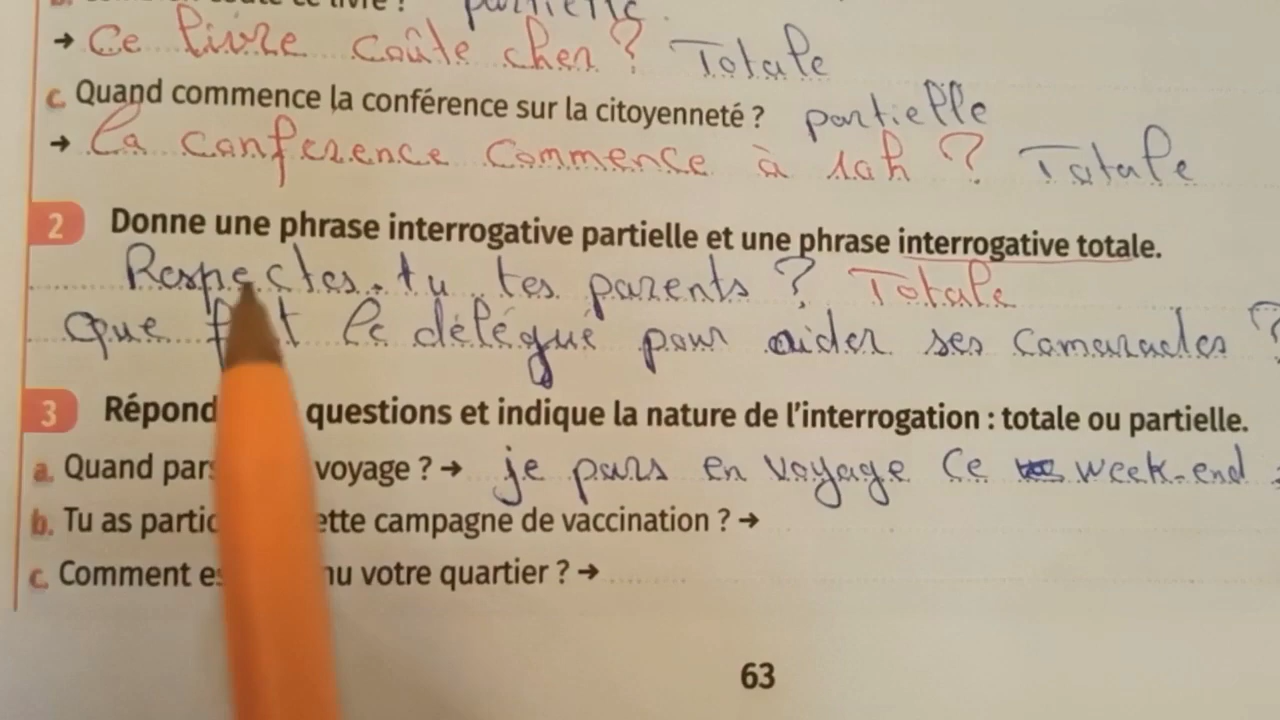 livre ? partielle.
→ Ce livre coûte cher ? Totale
c. Quand commence la conférence sur la citoyenneté ? partielle
→ la conference commence à 10h ? Totale
2 Donne une phrase interrogative partielle et une phrase interrogative totale.
Respectes-tu tes parents ? Totale
que le délégué pour aider ses camarades ?
3 Répond questions et indique la nature de l'interrogation : totale ou partielle.
a. Quand pars voyage ? → je pars en voyage Ce week-end
b. Tu as partic ette campagne de vaccination ? →
c. Comment es nu votre quartier ? →
63